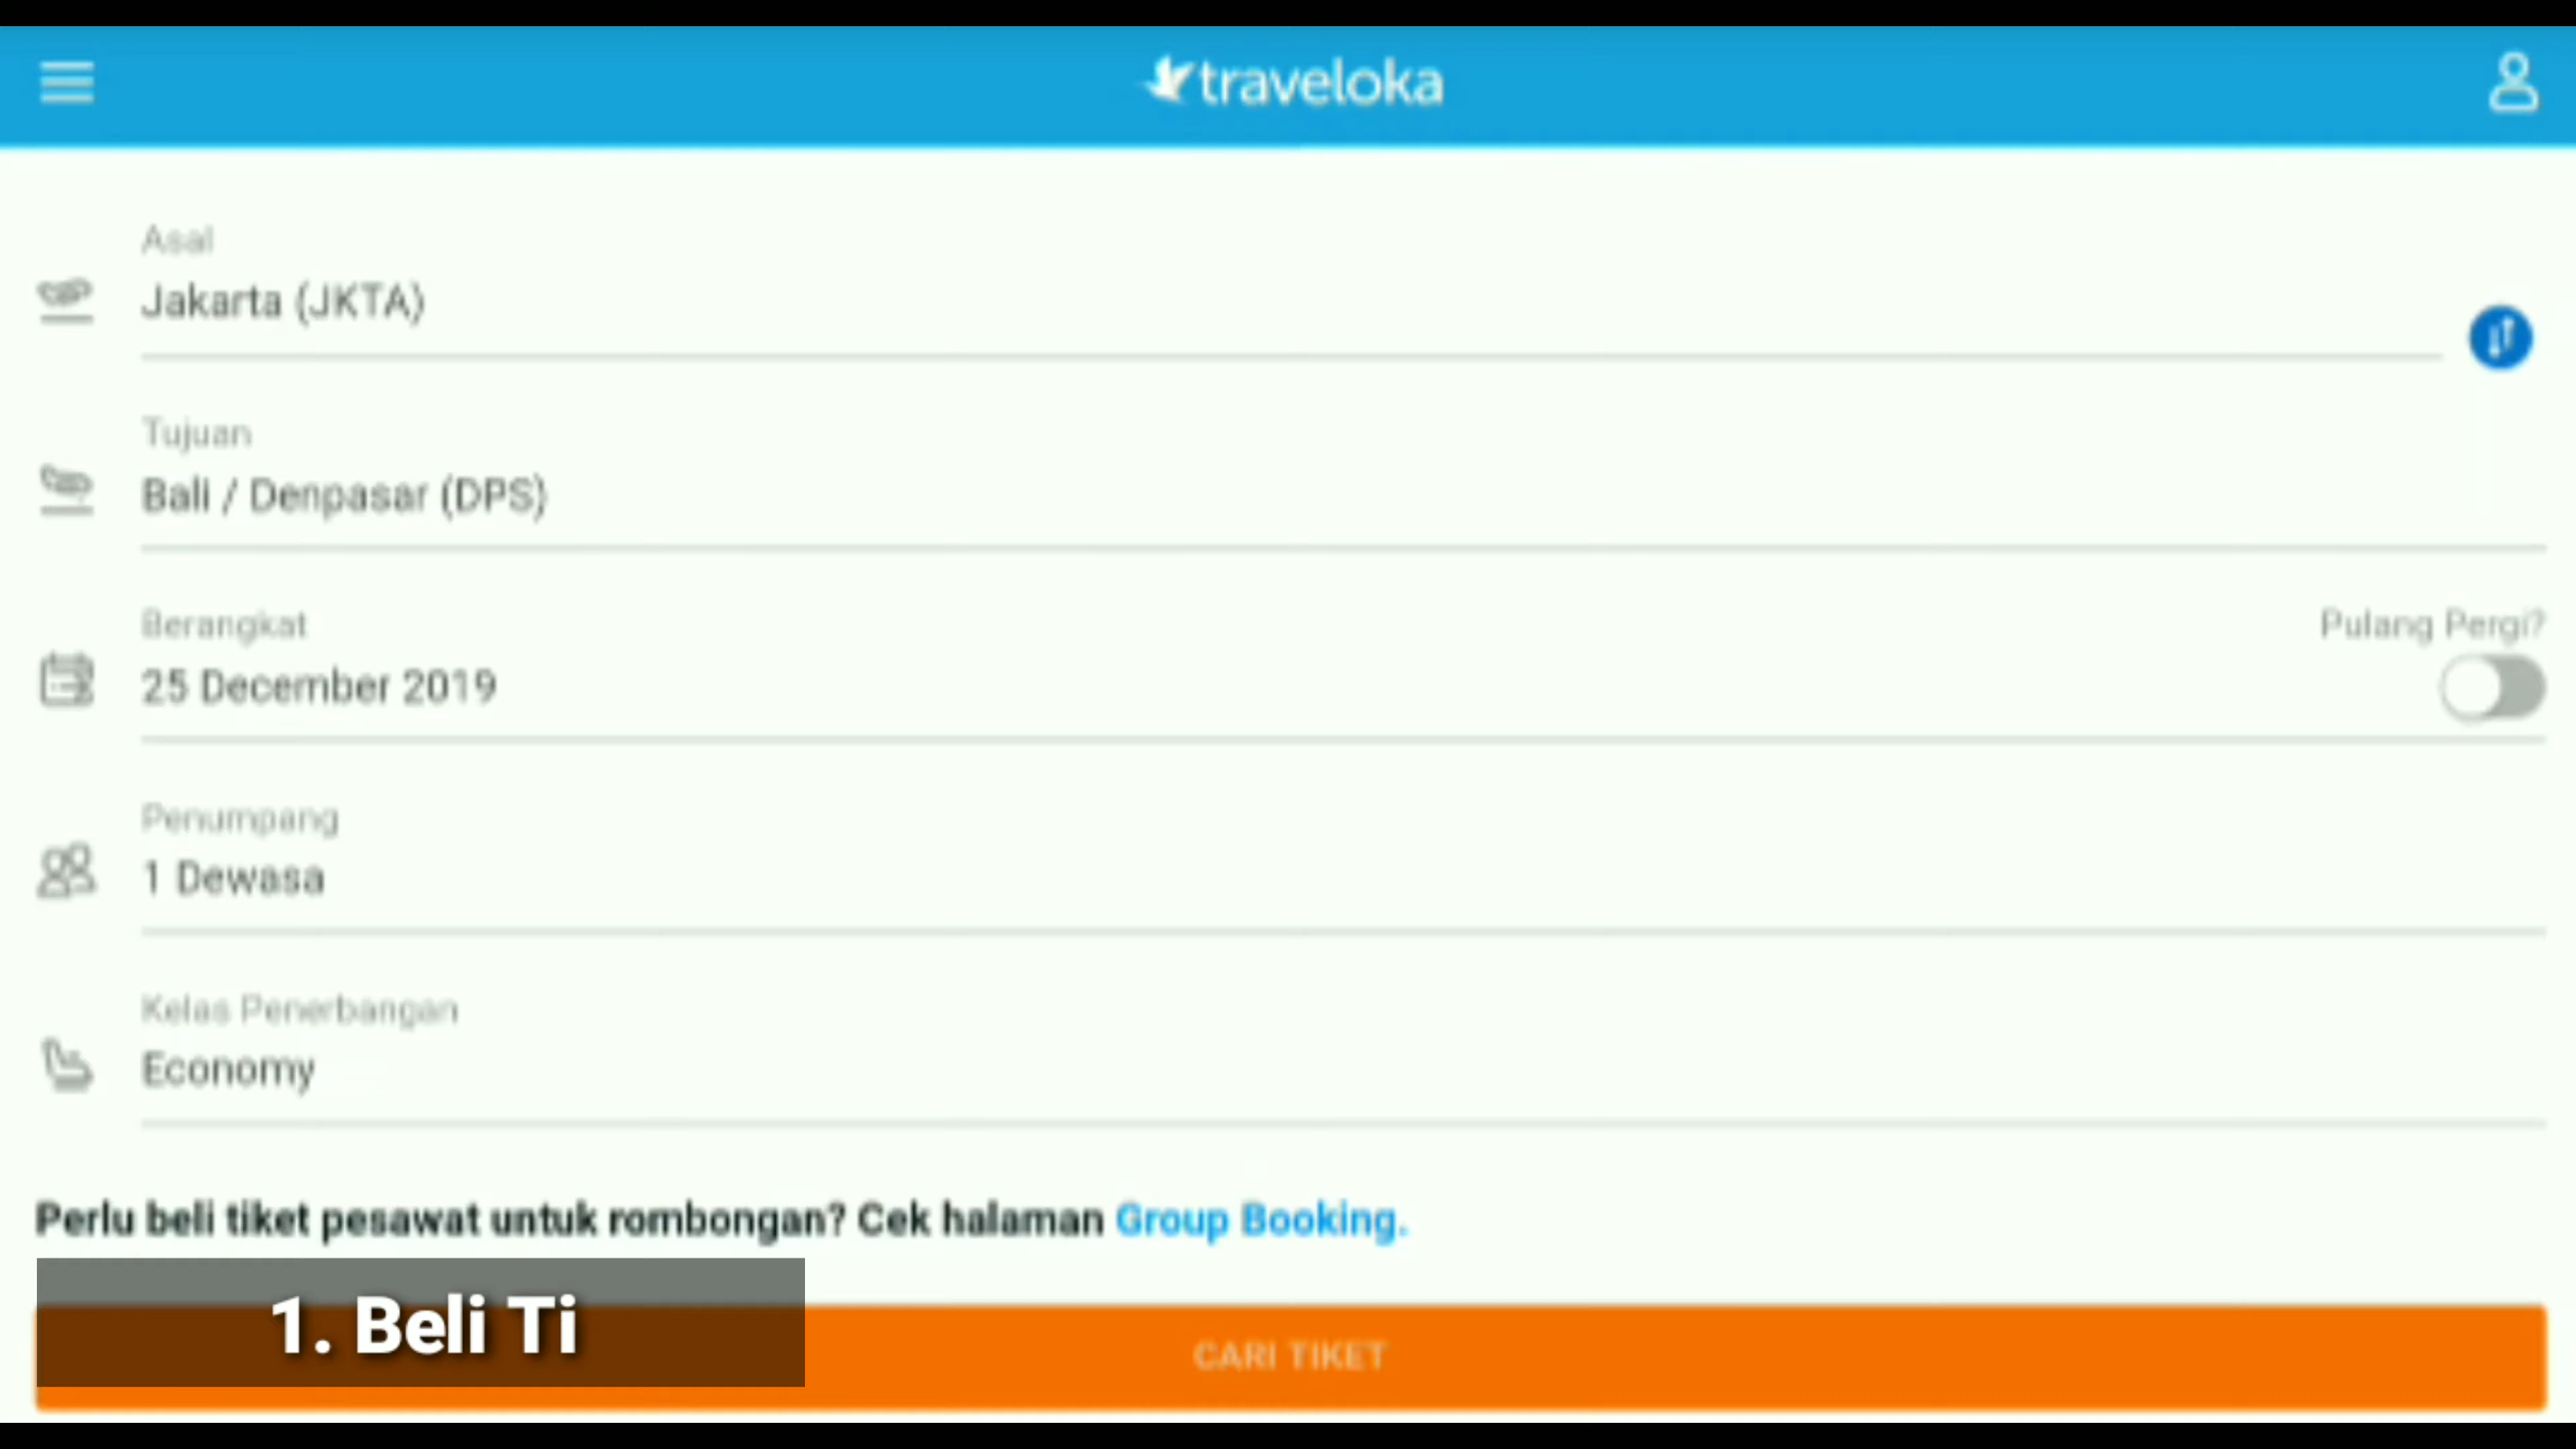 traveloka
Asal
Jakarta (JKTA)
Tujuan
Bali / Denpasar (DPS)
Berangkat
Pulang Pergi?
25 December 2019
Penumpang
1 Dewasa
Kelas Penerbangan
Economy
Perlu beli tiket pesawat untuk rombongan? Cek halaman Group Booking.
1. Beli Ti
CARI TIKET